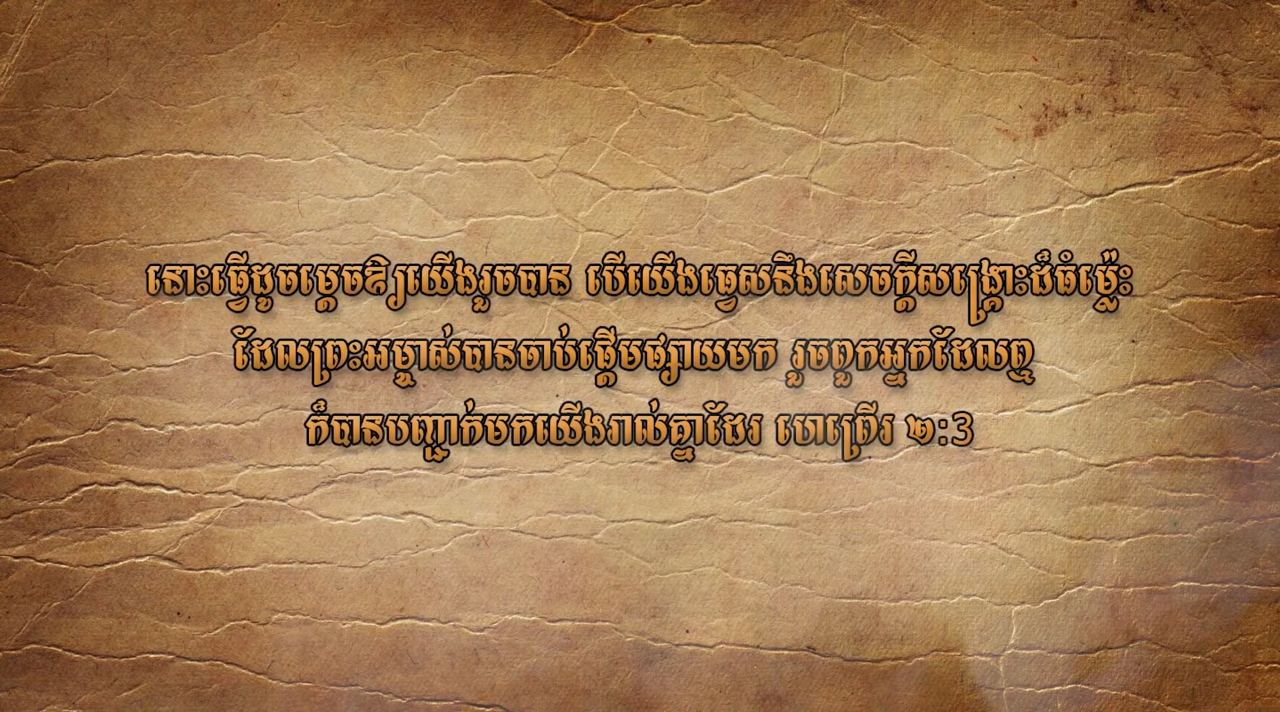 នោះធ្វើដូចម្ដេចឱ្យយើងរួចបាន បើយើងធ្វេសនឹងសេចក្ដីសង្គ្រោះដ៏ធំម៉្លេះ
ដែលព្រះអម្ចាស់បានចាប់ផ្ដើមផ្សាយមក រួចពួកអ្នកដែលឮ
ក៏បានបញ្ជាក់មកយើងរាល់គ្នាដែរ ហេព្រើរ ២:3